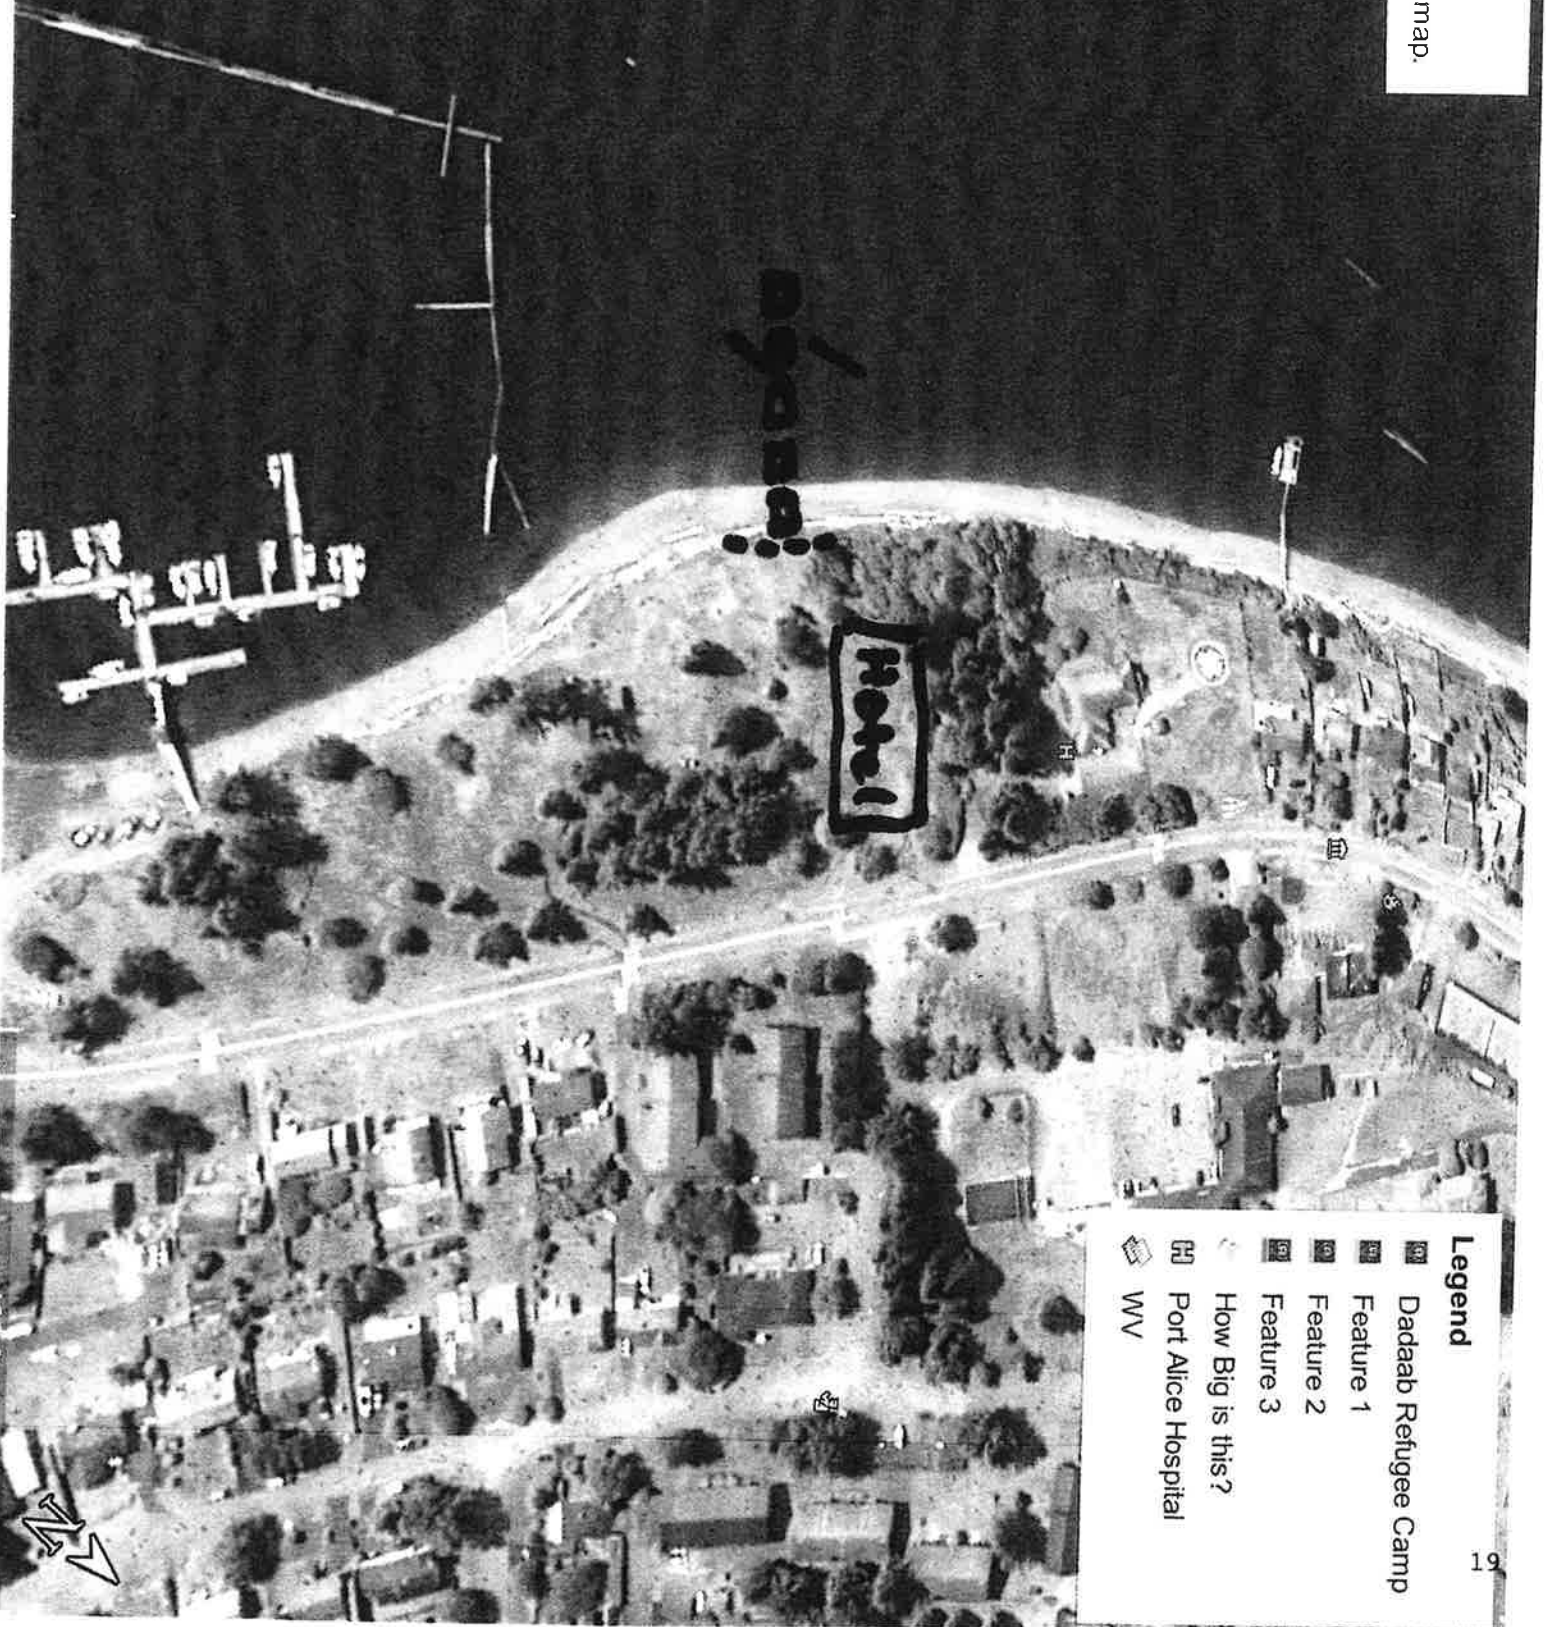 map.
Hotel
Legend
Dadaab Refugee Camp
Feature 1
Feature 2
Feature 3
How Big is this?
H Port Alice Hospital
WV
19
H
N